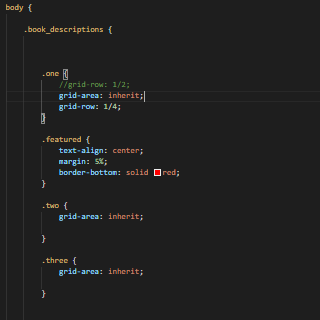 body {
.book_descriptions {
.one {
//grid-row: 1/2;
grid-area: inherit;
grid-row: 1/4;
}
.featured {
text-align: center;
margin: 5%;
border-bottom: solid red;
}
.two {
grid-area: inherit;
}
.three {
grid-area: inherit;
}